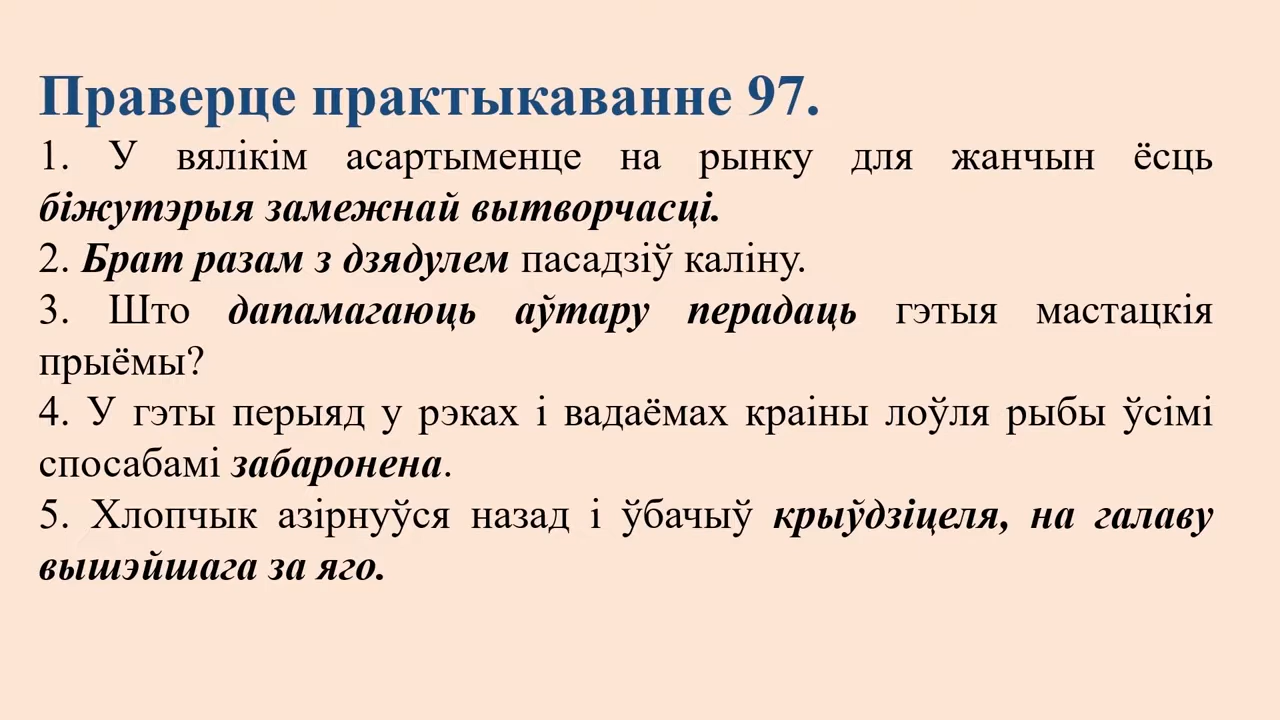 Праверце практыкаванне 97.
1. У вялікім асартыменце на рынку для жанчын ёсць
біжутэрыя замежнай вытворчасці.
2. Брат разам з дзядулем пасадзіў каліну.
3. Што дапамагаюць аўтару перадаць гэтыя мастацкія
прыёмы?
4. У гэты перыяд у рэках і вадаёмах краіны лоўля рыбы ўсімі
спосабамі забаронена.
5. Хлопчык азірнуўся назад і ўбачыў крыўдзіцеля, на галаву
вышэйшага за яго.